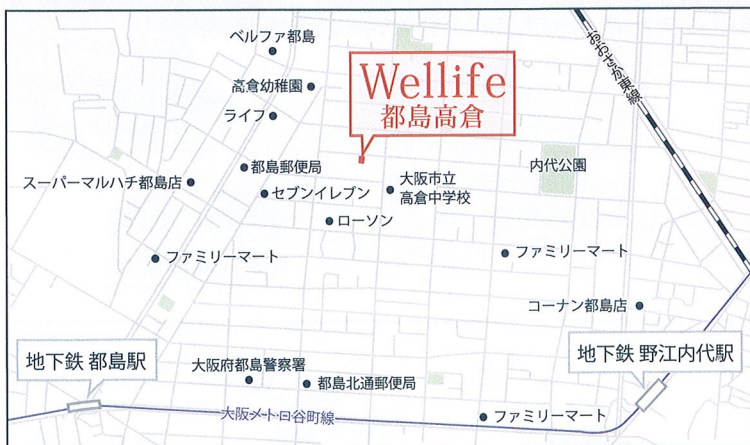 ベルファ都島
おおさか東線
Wellife
都島高倉
高倉幼稚園
ライフ
都島郵便局
大阪市立
高倉中学校
内代公園
スーパーマルハチ都島店
セブンイレブン
ローソン
ファミリーマート
ファミリーマート
コーナン都島店
地下鉄 都島駅
地下鉄 野江内代駅
大阪府都島警察署
都島北通郵便局
大阪メトロ谷町線
ファミリーマート